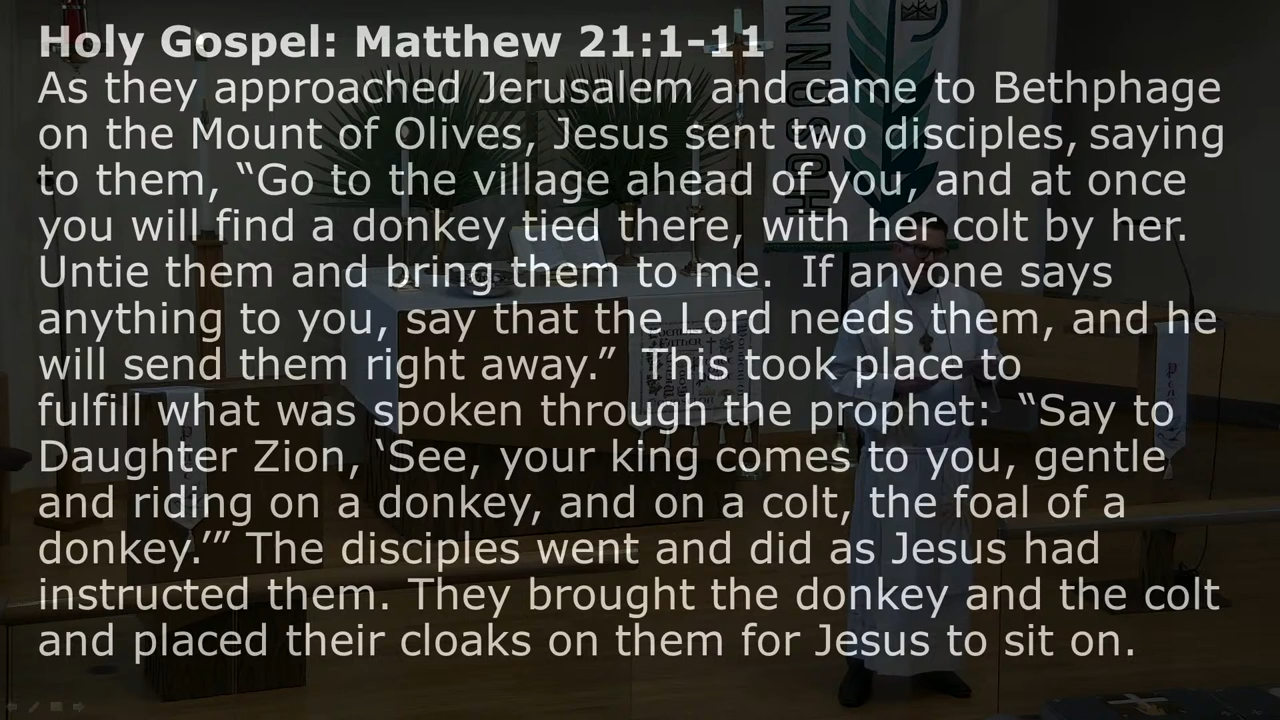 Holy Gospel: Matthew 21:1-11
As they approached Jerusalem and came to Bethphage
on the Mount of Olives, Jesus sent two disciples, saying
to them, “Go to the village ahead of you, and at once
you will find a donkey tied there, with her colt by her.
Untie them and bring them to me.  If anyone says
anything to you, say that the Lord needs them, and he
will send them right away.”  This took place to
fulfill what was spoken through the prophet:  “Say to
Daughter Zion, ‘See, your king comes to you, gentle
and riding on a donkey, and on a colt, the foal of a
donkey.’” The disciples went and did as Jesus had
instructed them. They brought the donkey and the colt
and placed their cloaks on them for Jesus to sit on.
HOSANNA